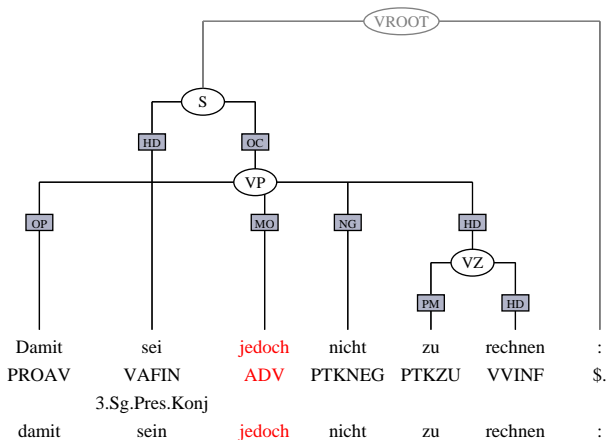 VROOT
S
HD OC
VP
OP MO NG HD
VZ
PM HD
Damit sei jedoch nicht zu rechnen :
PROAV VAFIN ADV PTKNEG PTKZU VVINF $.
3.Sg.Pres.Konj
damit sein jedoch nicht zu rechnen :